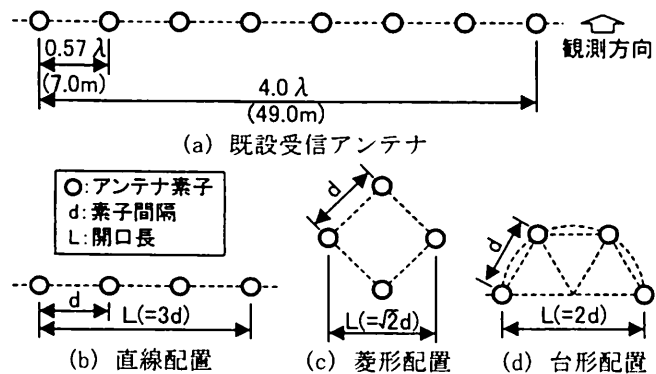 0.57 λ
(7.0m)
観測方向
4.0 λ
(49.0m)
(a) 既設受信アンテナ
○:アンテナ素子
d:素子間隔
L:開口長
d
L(=3d)
(b) 直線配置
d
L(=√2d)
(c) 菱形配置
d
L(=2d)
(d) 台形配置